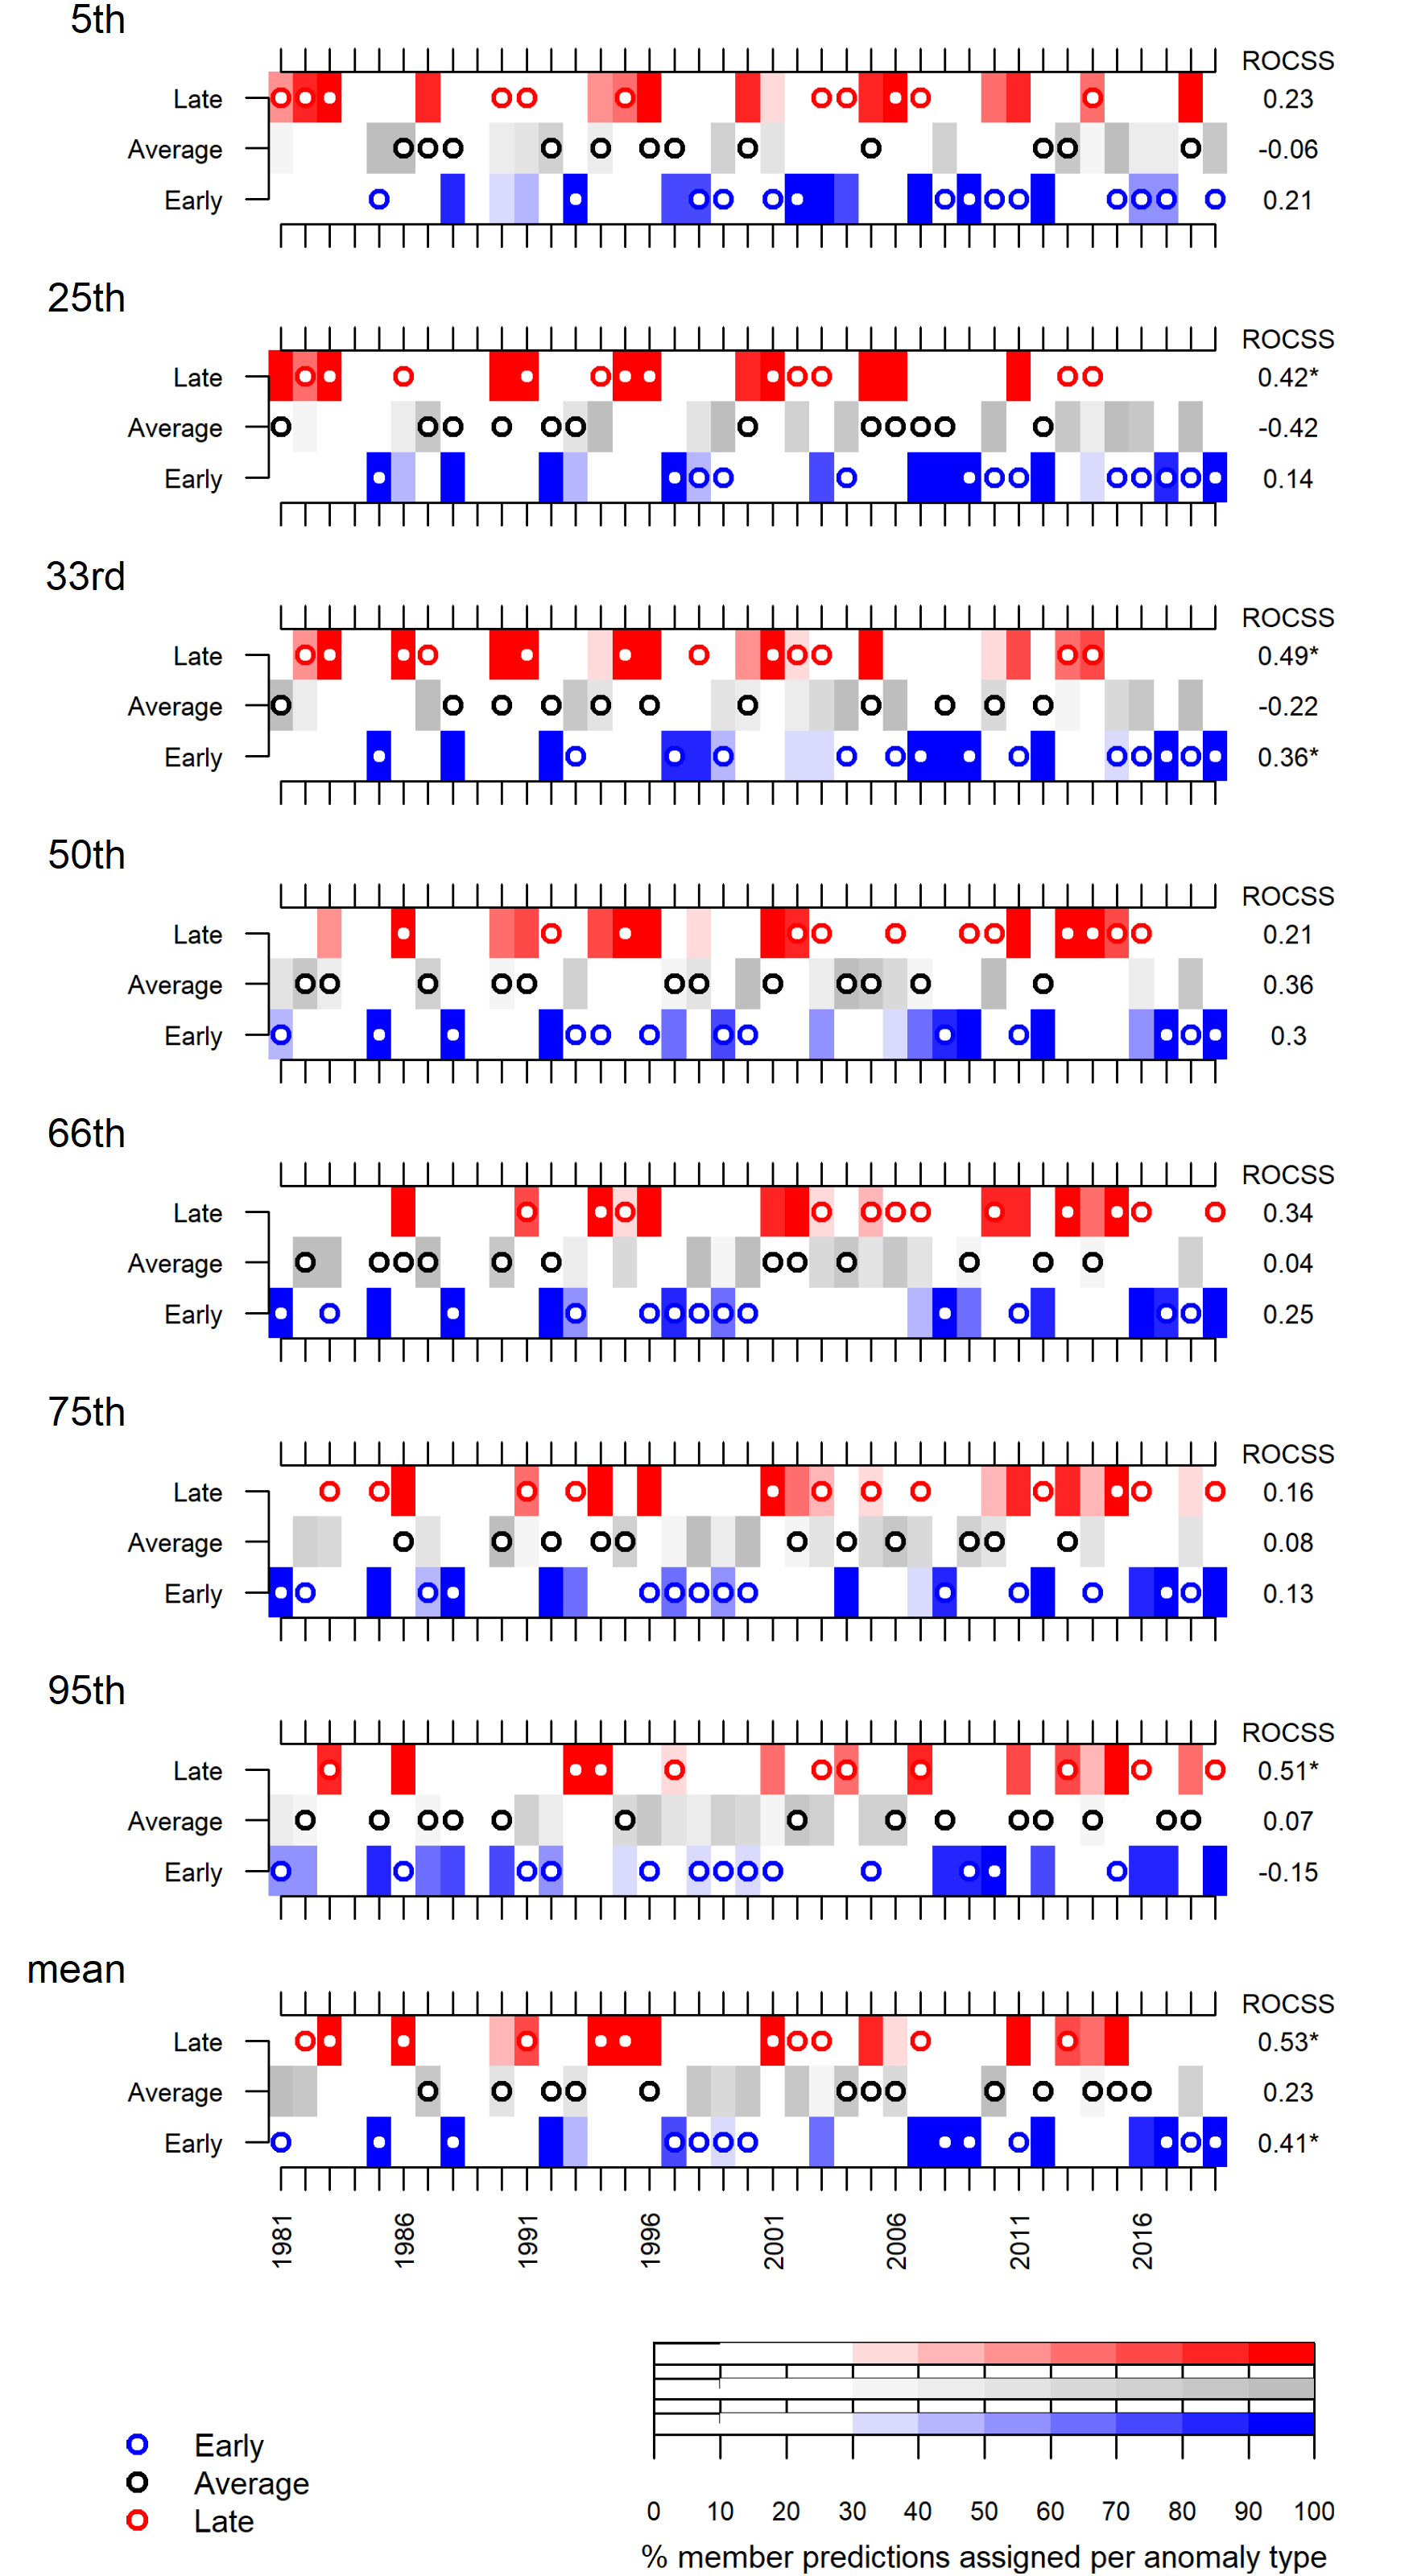 5th
ROCSS
Late 0.23
Average -0.06
Early 0.21
25th
ROCSS
Late 0.42*
Average -0.42
Early 0.14
33rd
ROCSS
Late 0.49*
Average -0.22
Early 0.36*
50th
ROCSS
Late 0.21
Average 0.36
Early 0.3
66th
ROCSS
Late 0.34
Average 0.04
Early 0.25
75th
ROCSS
Late 0.16
Average 0.08
Early 0.13
95th
ROCSS
Late 0.51*
Average 0.07
Early -0.15
mean
ROCSS
Late 0.53*
Average 0.23
Early 0.41*
1981 1986 1991 1996 2001 2006 2011 2016
Early
Average
Late
0 10 20 30 40 50 60 70 80 90 100
% member predictions assigned per anomaly type